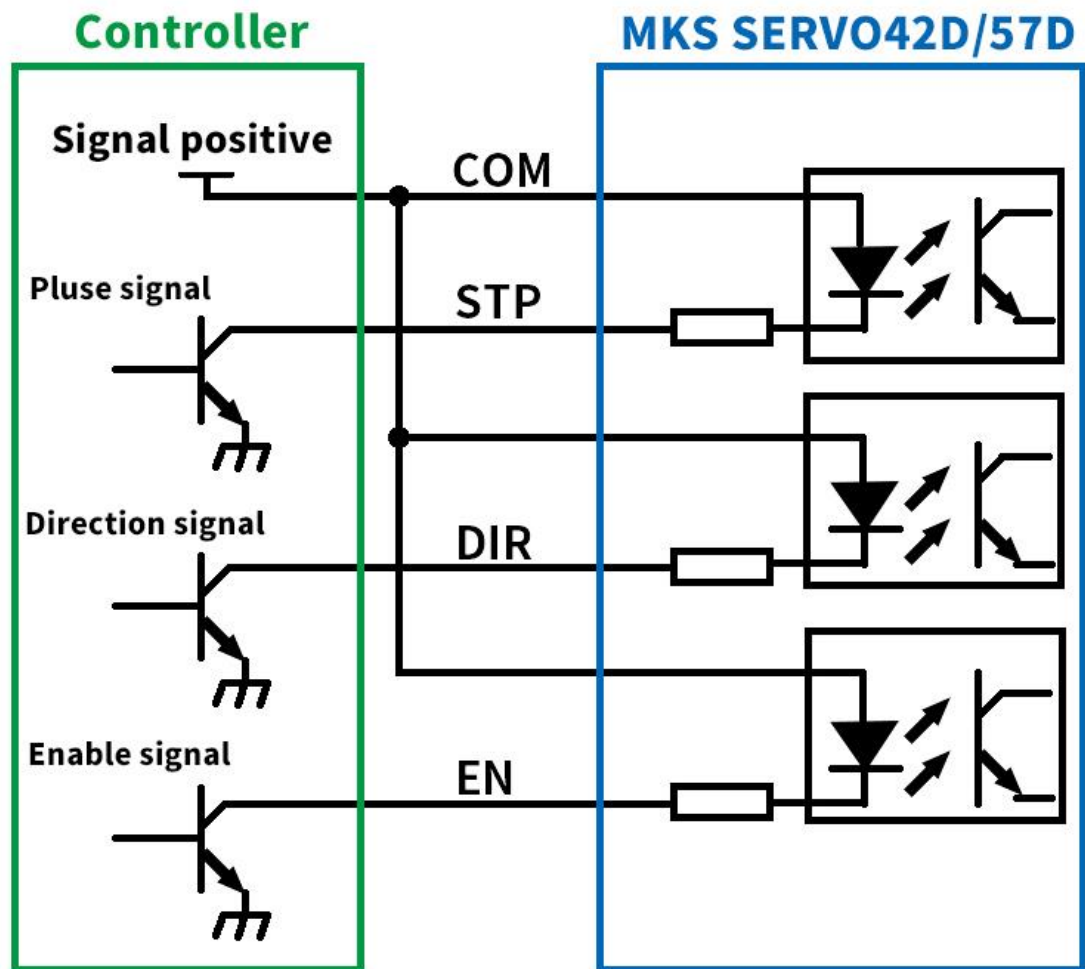 Controller
MKS SERVO42D/57D
Signal positive
COM
Pluse signal
STP
Direction signal
DIR
Enable signal
EN